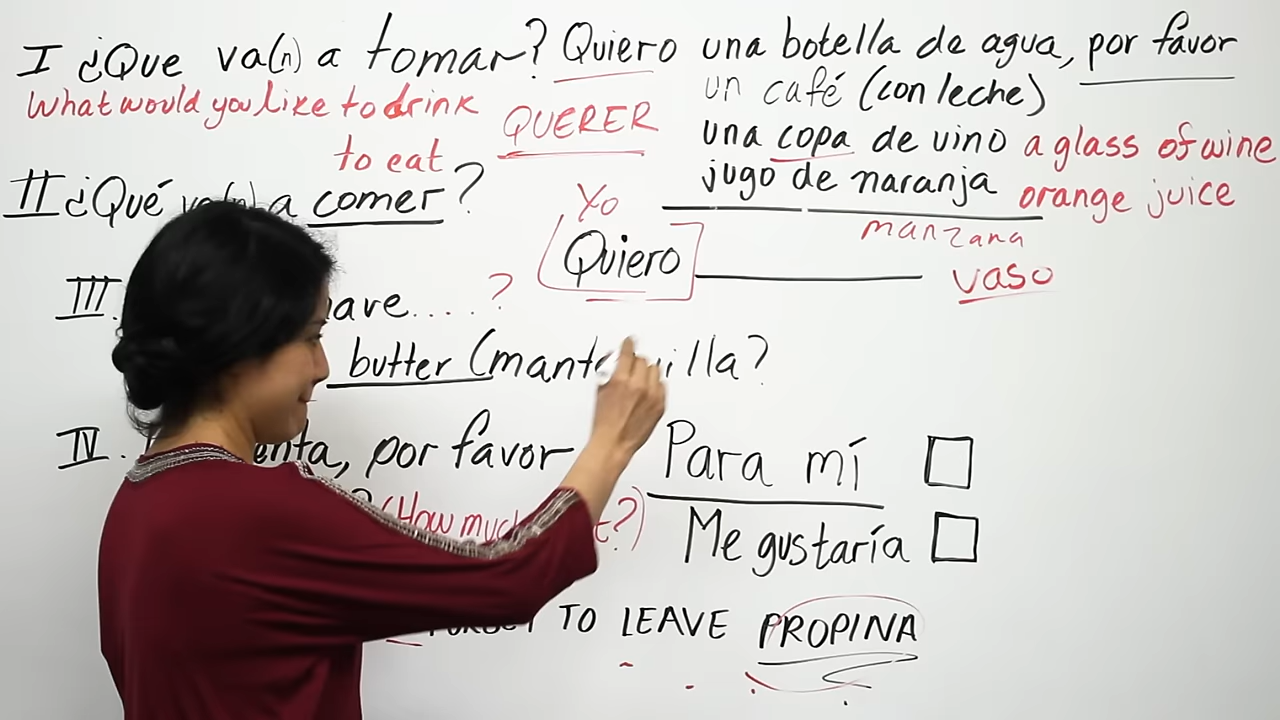 I ¿Que va(n) a tomar? Quiero una botella de agua, por favor
What would you like to drink
un café (con leche)
QUERER
una copa de vino a glass of wine
to eat
jugo de naranja orange juice
II ¿Qué a comer?
Yo
manzana
Quiero
vaso
III ave.....?
butter (mant illa?
IV. enta, por favor
Para mí
(How much t?)
Me gustaría
TO LEAVE PROPINA